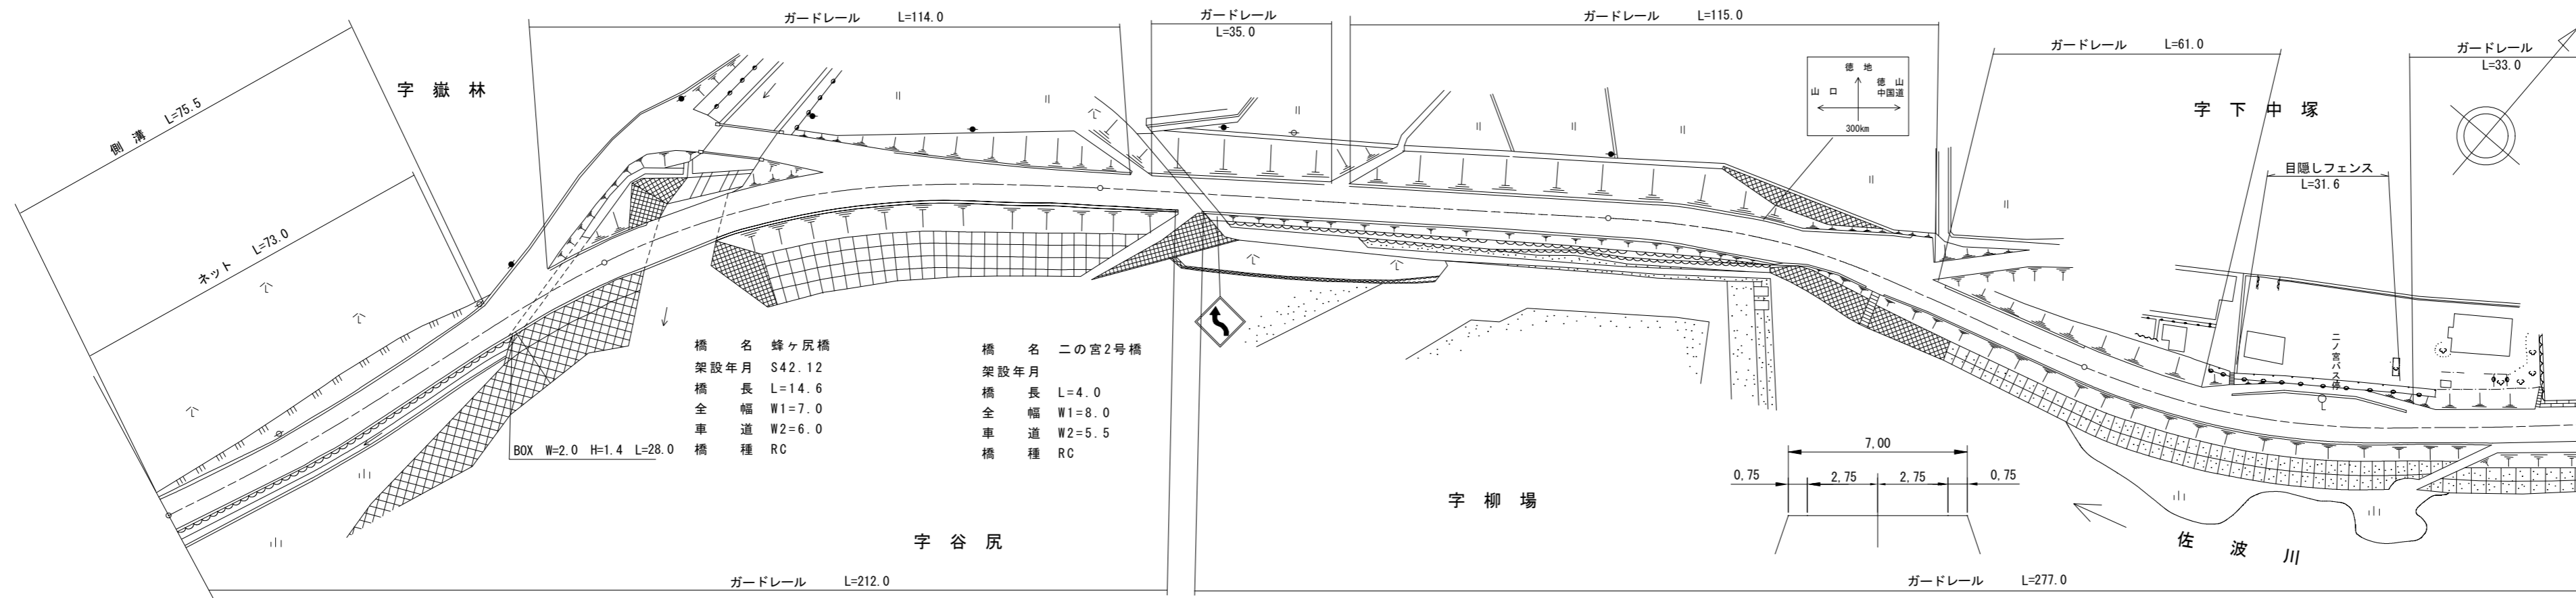 ガードレール L=114.0
ガードレール
L=35.0
ガードレール L=115.0
ガードレール L=61.0
ガードレール
L=33.0
字 嶽 林
側 溝 L=75.5
ネット L=73.0
徳 地
山 口
徳 山
中国道
300km
字 下 中 塚
目隠しフェンス
L=31.6
二ノ宮バス停
橋 名 蜂ヶ尻橋
架設年月 S42.12
橋 長 L=14.6
全 幅 W1=7.0
車 道 W2=6.0
橋 種 RC
橋 名 二の宮2号橋
架設年月
橋 長 L=4.0
全 幅 W1=8.0
車 道 W2=5.5
橋 種 RC
BOX W=2.0 H=1.4 L=28.0
7,00
0,75 2,75 2,75 0,75
字 柳 場
字 谷 尻
佐 波 川
ガードレール L=212.0
ガードレール L=277.0